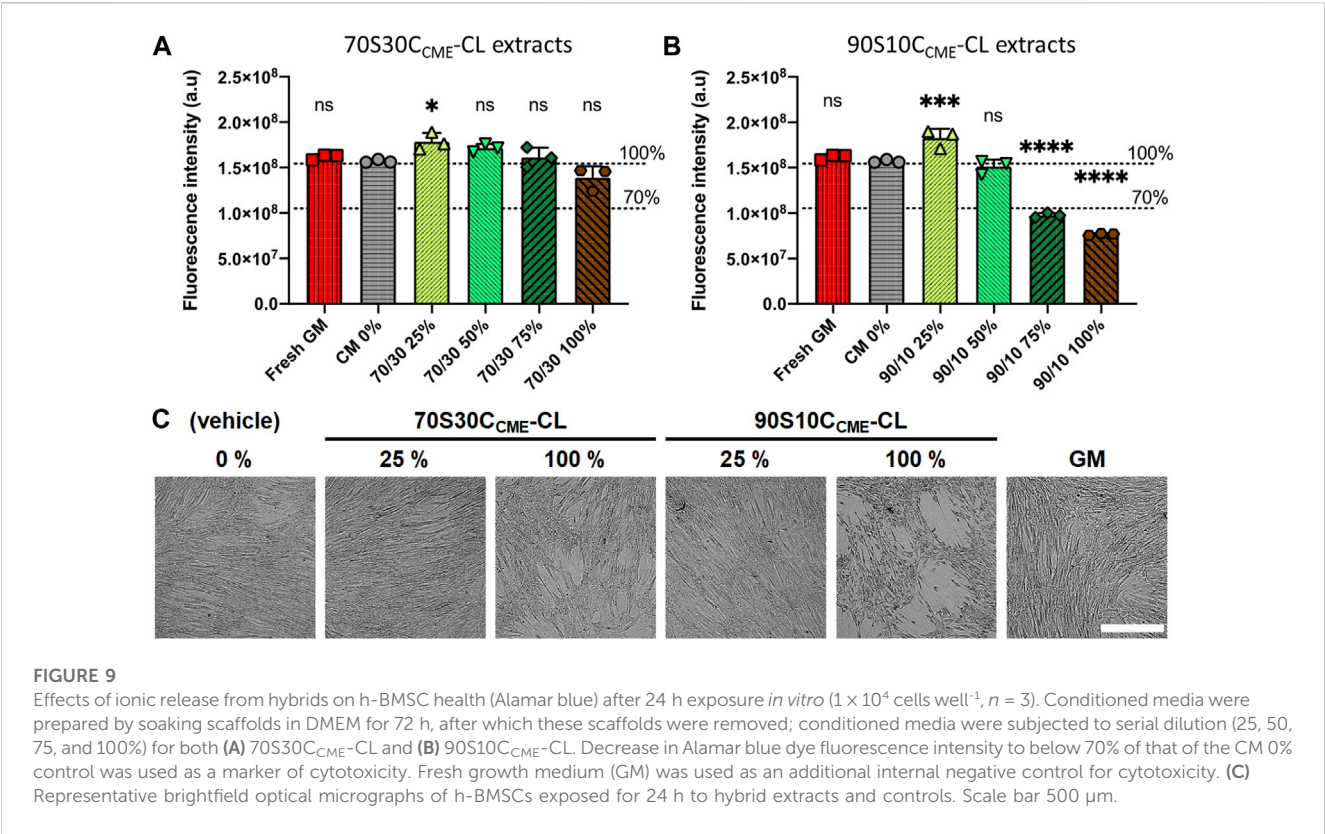 A
70S30C_CME-CL extracts
Fluorescence intensity (a.u)
2.5×10⁸
2.0×10⁸
1.5×10⁸
1.0×10⁸
5.0×10⁷
0.0
ns
*
ns
ns
ns
100%
70%
Fresh GM
CM 0%
70/30 25%
70/30 50%
70/30 75%
70/30 100%
B
90S10C_CME-CL extracts
Fluorescence intensity (a.u)
2.5×10⁸
2.0×10⁸
1.5×10⁸
1.0×10⁸
5.0×10⁷
0.0
ns
***
ns
****
****
100%
70%
Fresh GM
CM 0%
90/10 25%
90/10 50%
90/10 75%
90/10 100%
C (vehicle) 70S30C_CME-CL 90S10C_CME-CL
0 % 25 % 100 % 25 % 100 % GM
FIGURE 9
Effects of ionic release from hybrids on h-BMSC health (Alamar blue) after 24 h exposure in vitro (1 × 10⁴ cells well⁻¹, n = 3). Conditioned media were
prepared by soaking scaffolds in DMEM for 72 h, after which these scaffolds were removed; conditioned media were subjected to serial dilution (25, 50,
75, and 100%) for both (A) 70S30C_CME-CL and (B) 90S10C_CME-CL. Decrease in Alamar blue dye fluorescence intensity to below 70% of that of the CM 0%
control was used as a marker of cytotoxicity. Fresh growth medium (GM) was used as an additional internal negative control for cytotoxicity. (C)
Representative brightfield optical micrographs of h-BMSCs exposed for 24 h to hybrid extracts and controls. Scale bar 500 μm.